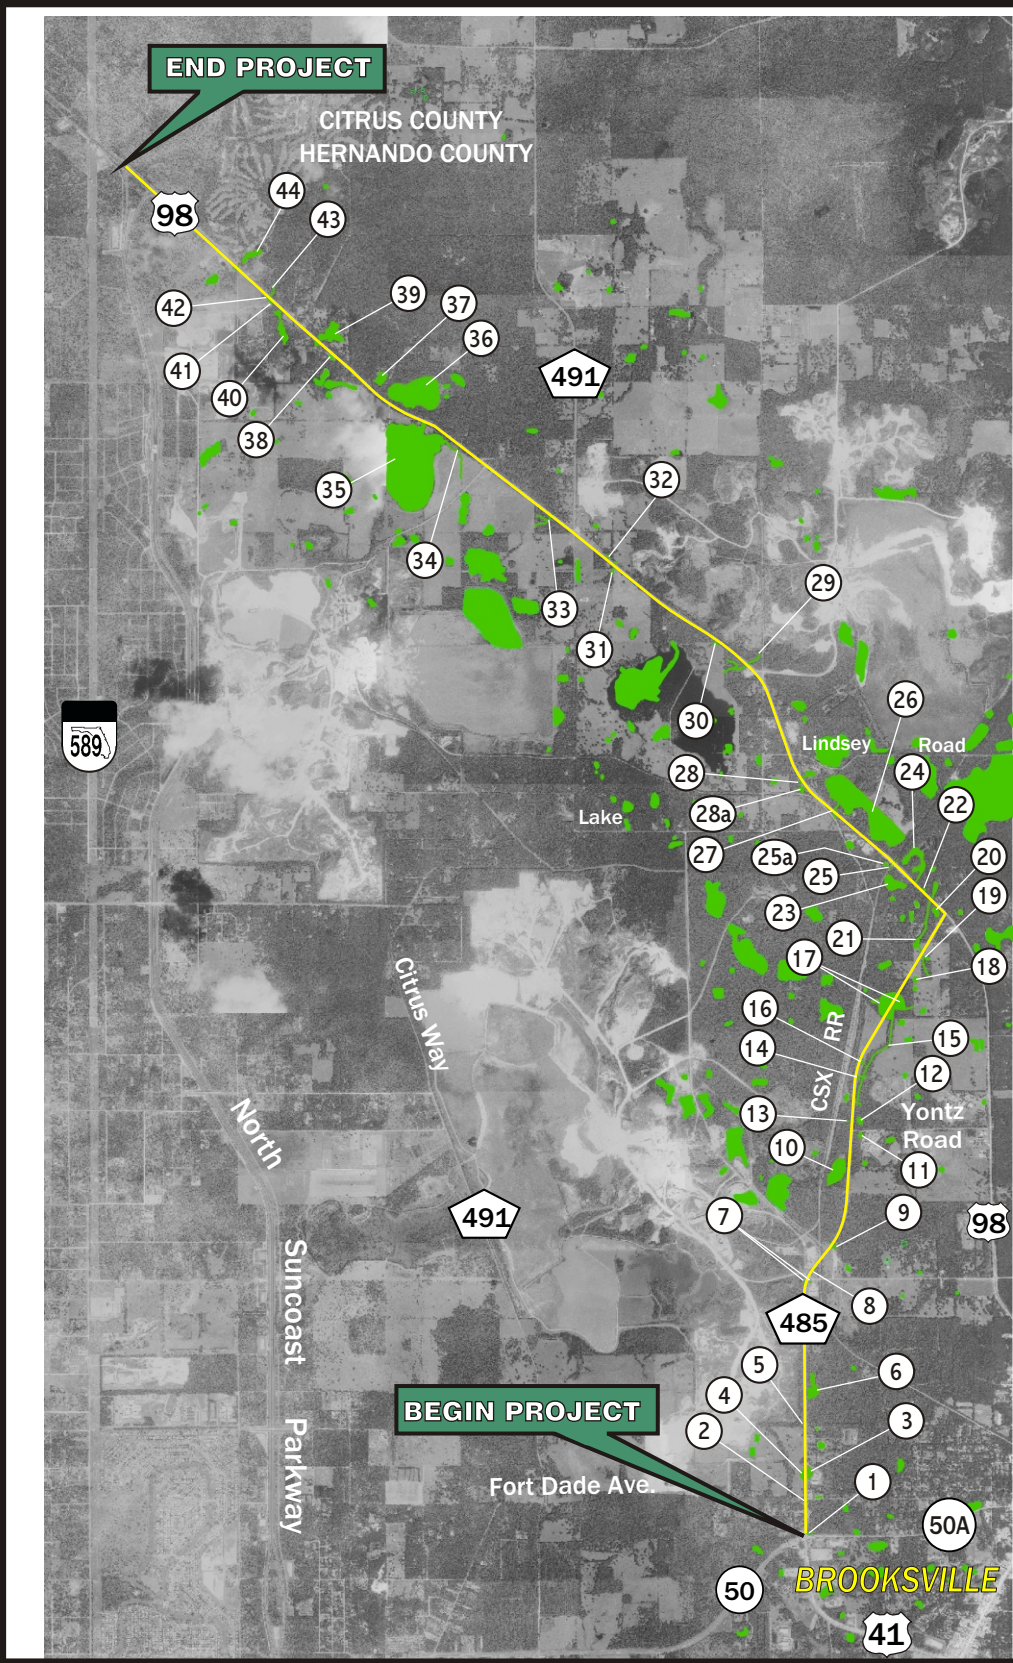 END PROJECT
CITRUS COUNTY
HERNANDO COUNTY
98
44
43
42
41
40
39
37
36
38
491
35
34
32
33
31
29
30
26
589
Lindsey
Road
28
24
28a
22
Lake
27
25a
25
20
19
23
21
17
18
Citrus Way
16
RR
15
14
12
CSX
13
Yontz
Road
North
10
11
491
7
9
98
Suncoast
8
485
5
6
4
3
2
BEGIN PROJECT
Parkway
Fort Dade Ave.
1
50A
50
BROOKSVILLE
41